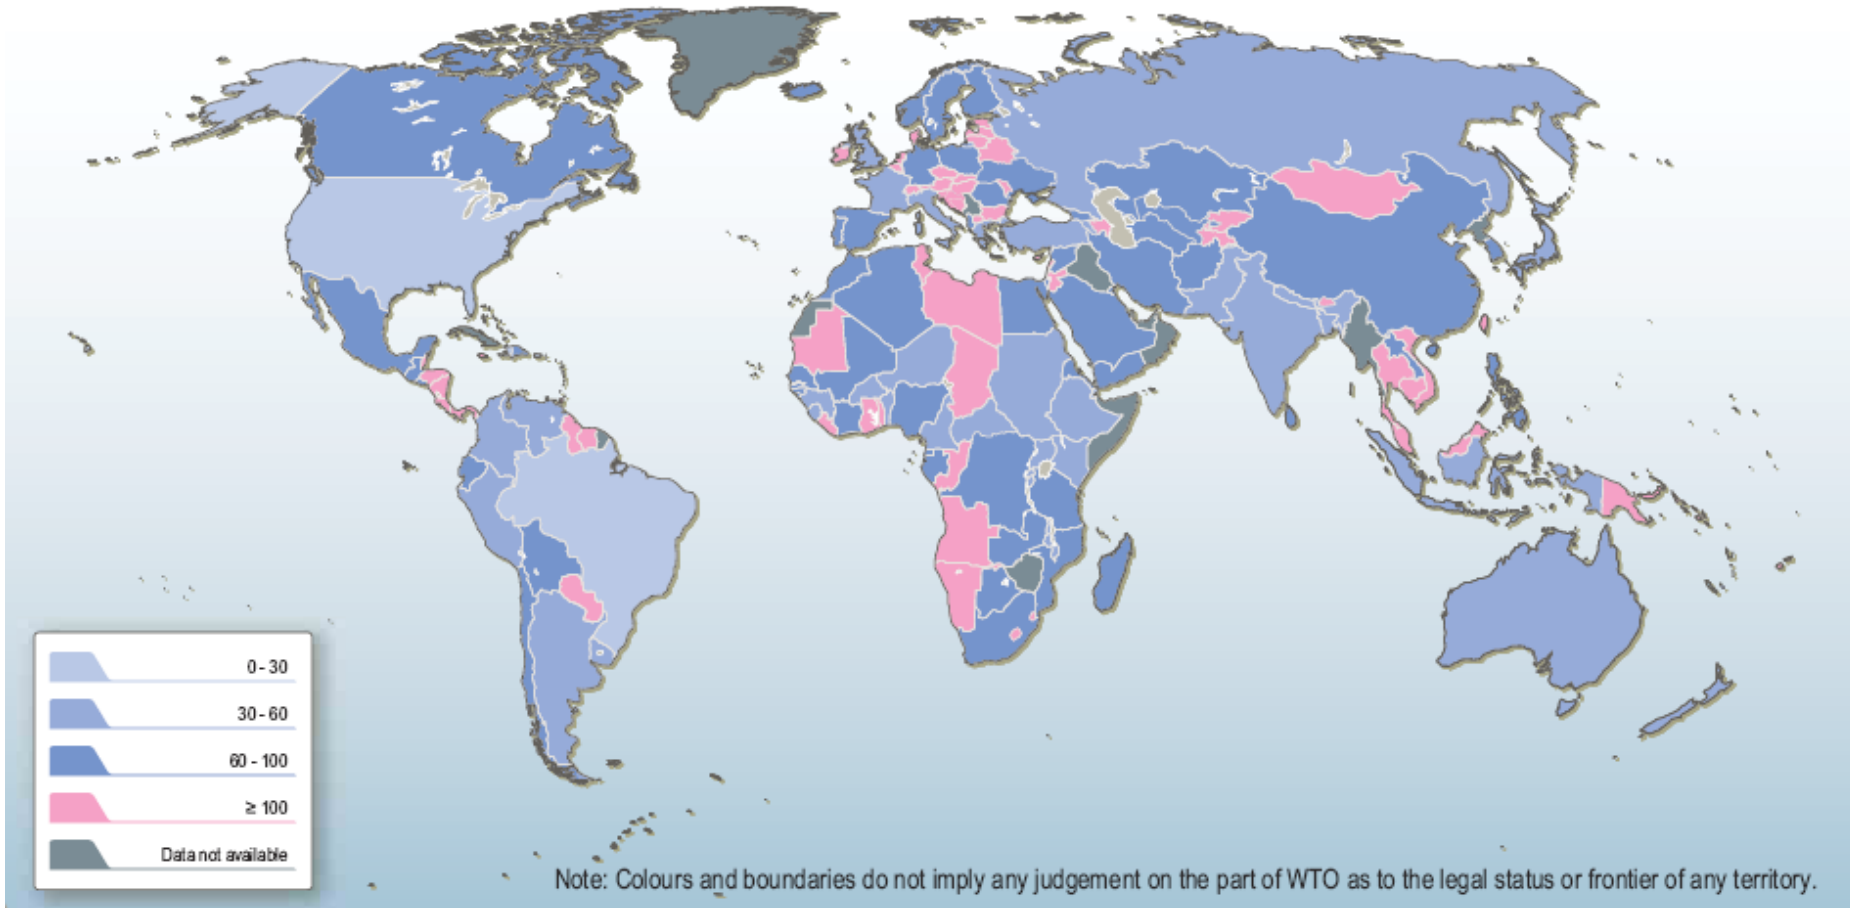 0 - 30
30 - 60
60 - 100
≥ 100
Data not available
Note: Colours and boundaries do not imply any judgement on the part of WTO as to the legal status or frontier of any territory.